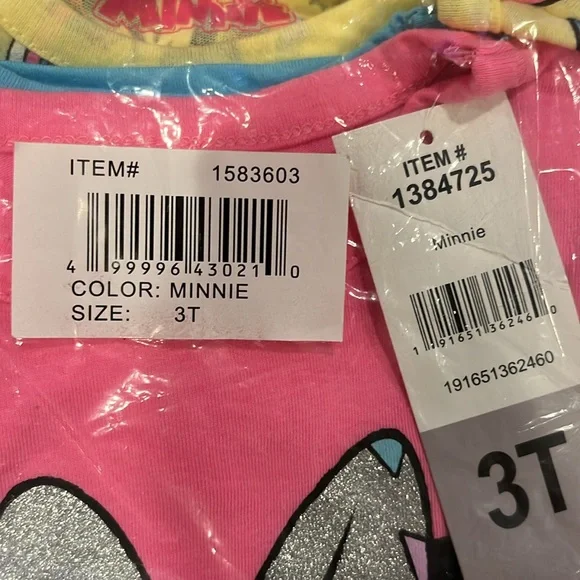 MINNIE
ITEM# 1583603
4 99996 43021 0
COLOR: MINNIE
SIZE: 3T
ITEM #
1384725
Minnie
1 91651 36246 0
191651362460
3T